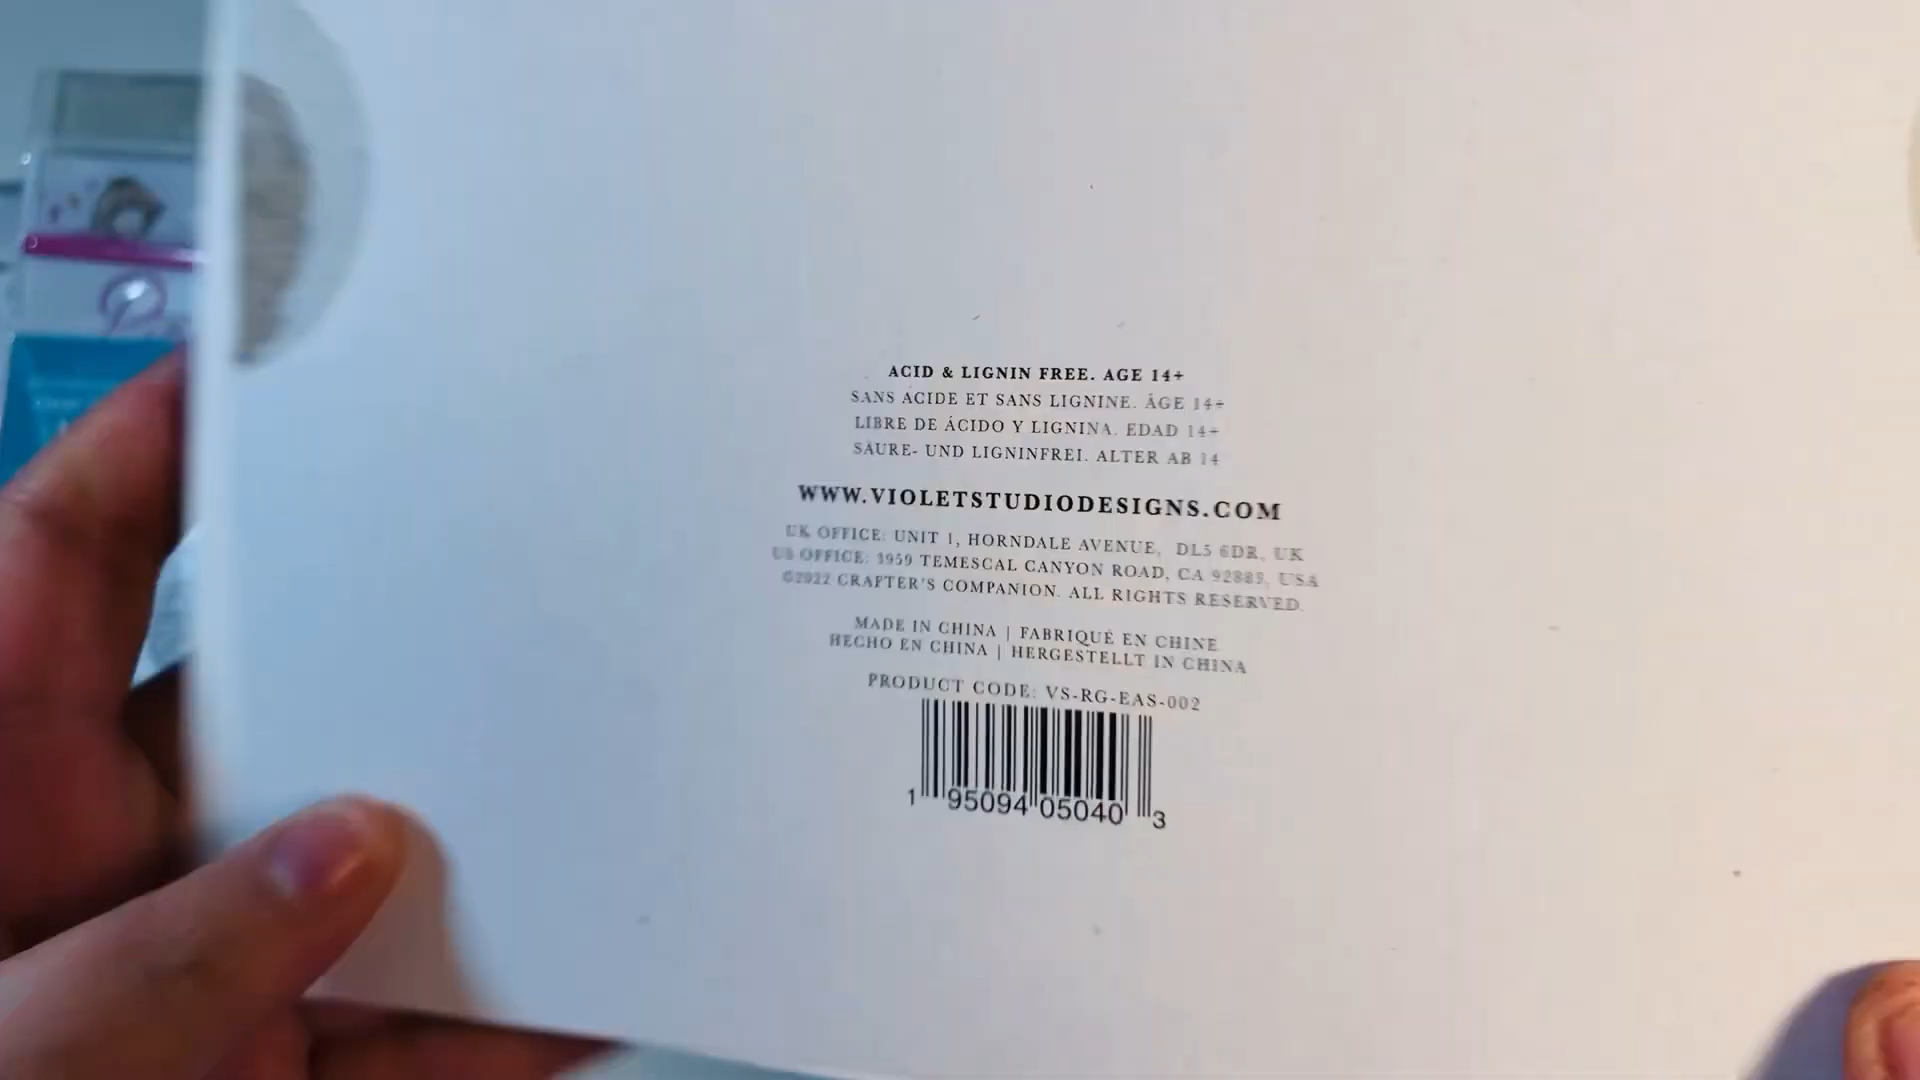 ACID & LIGNIN FREE. AGE 14+
SANS ACIDE ET SANS LIGNINE. ÂGE 14+
LIBRE DE ÁCIDO Y LIGNINA. EDAD 14+
SÄURE- UND LIGNINFREI. ALTER AB 14
WWW.VIOLETSTUDIODESIGNS.COM
UK OFFICE: UNIT 1, HORNDALE AVENUE, DL5 6DR, UK
US OFFICE: 3959 TEMESCAL CANYON ROAD, CA 92883, USA
©2022 CRAFTER'S COMPANION. ALL RIGHTS RESERVED.
MADE IN CHINA | FABRIQUÉ EN CHINE
HECHO EN CHINA | HERGESTELLT IN CHINA
PRODUCT CODE: VS-RG-EAS-002
1 95094 05040 3